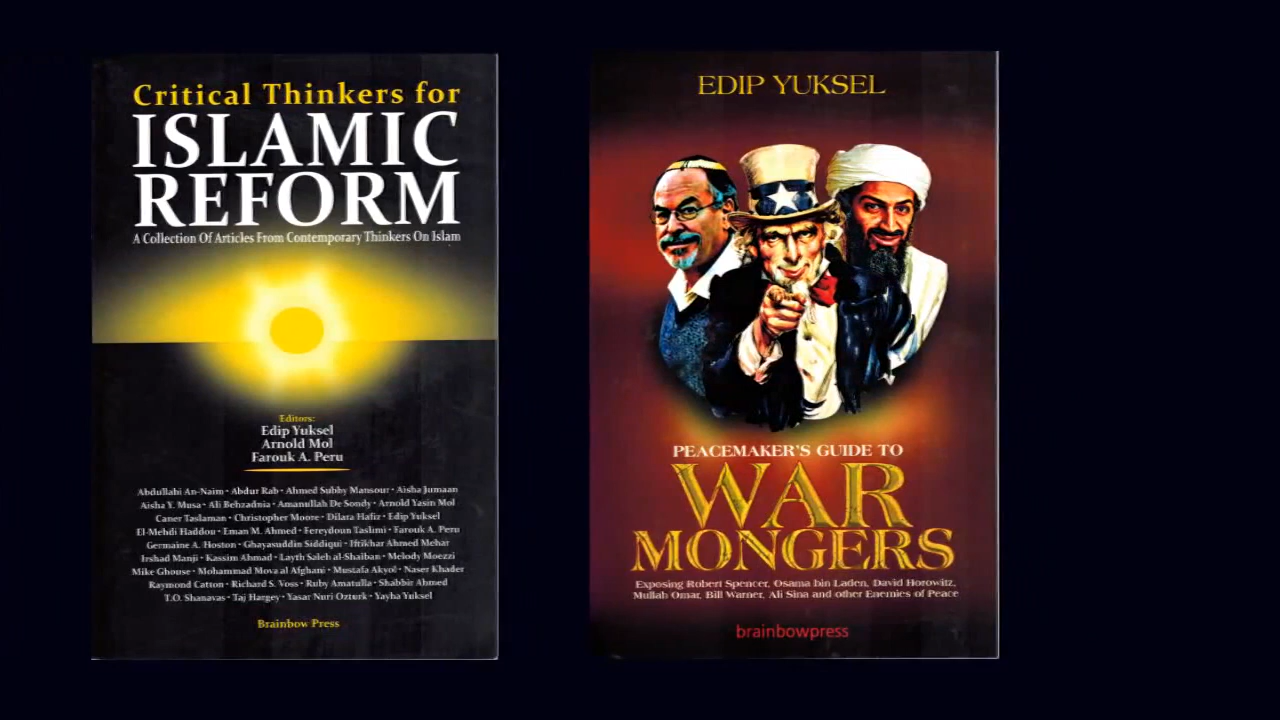 Critical Thinkers for
ISLAMIC
REFORM
A Collection Of Articles From Contemporary Thinkers On Islam
Editors:
Edip Yuksel
Arnold Mol
Farouk A. Peru
Abdullahi An-Naim • Abdur Rab • Ahmed Subhy Mansour • Aisha Jumaan
Aisha Y. Musa • Ali Behzadnia • Amanullah De Sondy • Arnold Yasin Mol
Caner Taslaman • Christopher Moore • Dilara Hafiz • Edip Yuksel
El-Mehdi Haddou • Eman M. Ahmed • Fereydoun Taslimi • Farouk A. Peru
Germaine A. Hoston • Ghayasuddin Siddiqui • Iftikhar Ahmed Mehar
Irshad Manji • Kassim Ahmad • Layth Saleh al-Shaiban • Melody Moezzi
Mike Ghouse • Mohammad Mova al Afghani • Mustafa Akyol • Naser Khader
Raymond Catton • Richard S. Voss • Ruby Amatulla • Shabbir Ahmed
T.O. Shanavas • Taj Hargey • Yasar Nuri Ozturk • Yayha Yuksel
Brainbow Press
EDIP YUKSEL
PEACEMAKER'S GUIDE TO
WAR
MONGERS
Exposing Robert Spencer, Osama bin Laden, David Horowitz,
Mullah Omar, Bill Warner, Ali Sina and other Enemies of Peace
brainbowpress